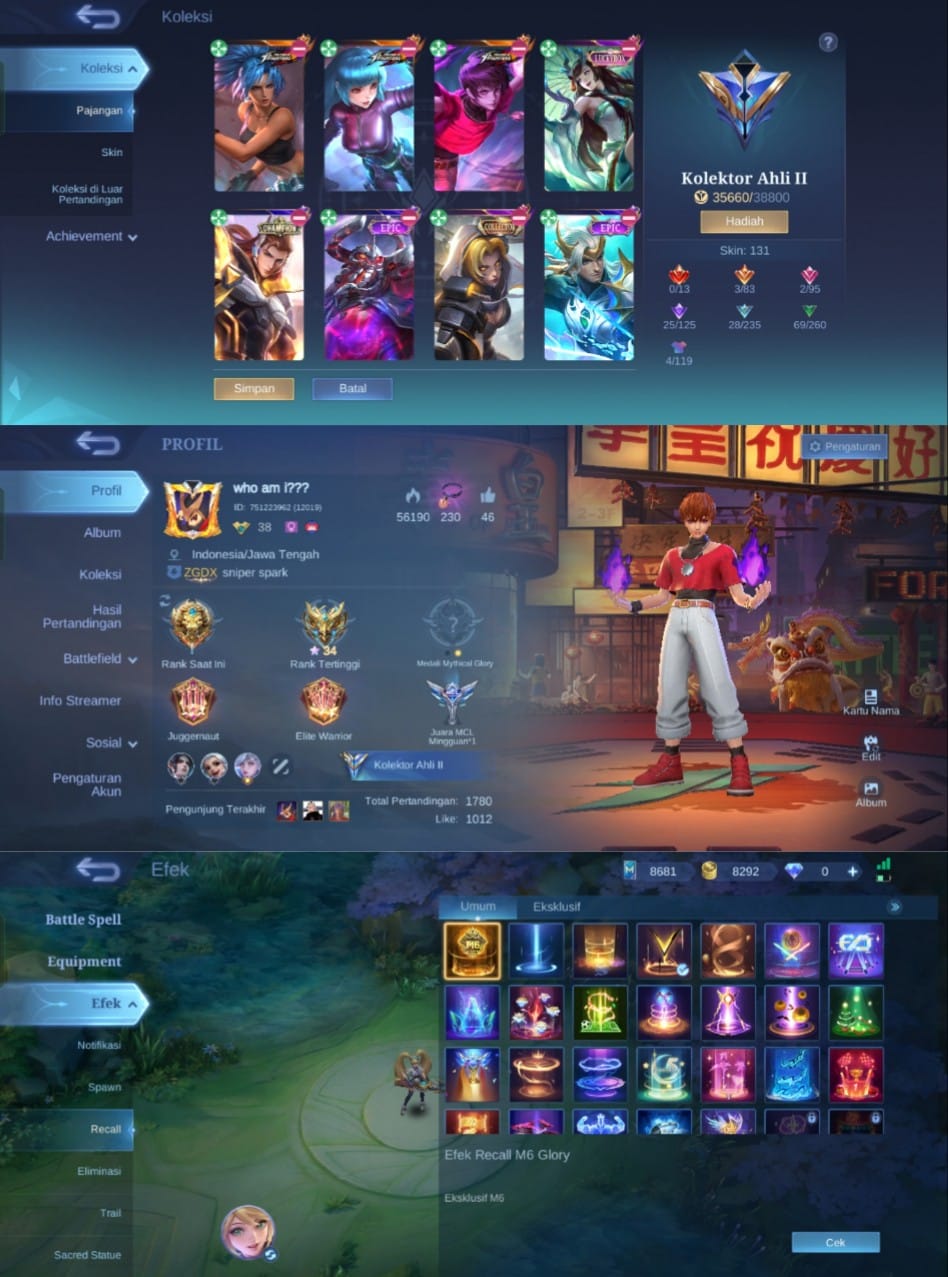 Koleksi
Koleksi
Pajangan
Skin
Koleksi di Luar
Pertandingan
Achievement
LUCKYBOX
CHAMPION
EPIC
COLLECTOR
EPIC
Simpan
Batal
?
Kolektor Ahli II
35660/38800
Hadiah
Skin: 131
0/13
3/83
2/95
25/125
28/235
69/260
4/119
PROFIL
Profil
Album
Koleksi
Hasil
Pertandingan
Battlefield
Info Streamer
Sosial
Pengaturan
Akun
who am i???
ID: 751223962 (12019)
38
56190
230
46
Indonesia/Jawa Tengah
ZGDX sniper spark
Rank Saat Ini
34
Rank Tertinggi
?
Medali Mythical Glory
Juggernaut
Elite Warrior
Juara MCL
Mingguan*1
Kolektor Ahli II
Pengunjung Terakhir
Total Pertandingan: 1780
Like: 1012
Pengaturan
皇祝慶好
FOR
Kartu Nama
Edit
Album
Efek
8681
8292
0
+
Battle Spell
Equipment
Efek
Notifikasi
Spawn
Recall
Eliminasi
Trail
Sacred Statue
Umum
Eksklusif
M6
Efek Recall M6 Glory
Eksklusif M6
Cek